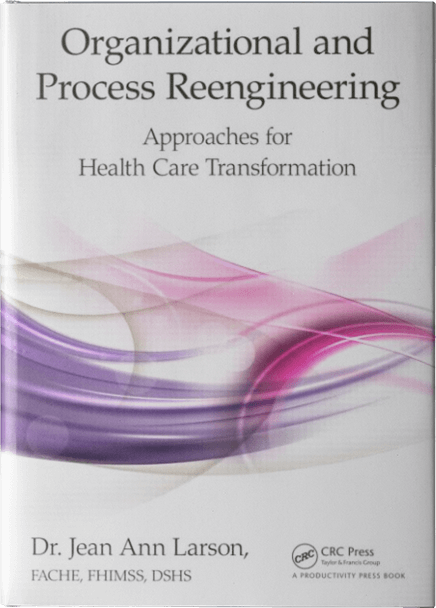 Organizational and
Process Reengineering
Approaches for
Health Care Transformation
Dr. Jean Ann Larson,
FACHE, FHIMSS, DSHS
CRC
CRC Press
Taylor & Francis Group
A PRODUCTIVITY PRESS BOOK